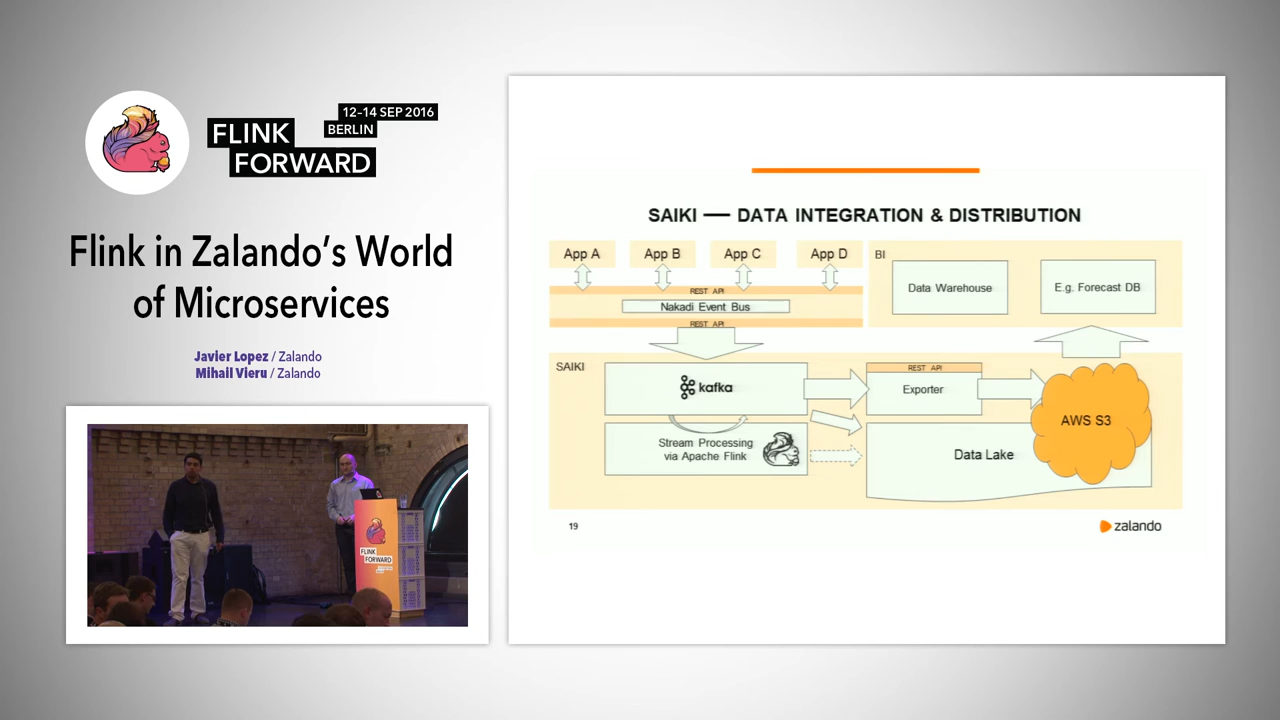 12–14 SEP 2016
BERLIN
FLINK
FORWARD
Flink in Zalando's World
of Microservices
Javier Lopez / Zalando
Mihail Vieru / Zalando
FLINK
FORWARD
SAIKI — DATA INTEGRATION & DISTRIBUTION
App A
App B
App C
App D
BI
REST API
Nakadi Event Bus
REST API
Data Warehouse
E.g. Forecast DB
SAIKI
kafka
REST API
Exporter
AWS S3
Stream Processing
via Apache Flink
Data Lake
19
zalando